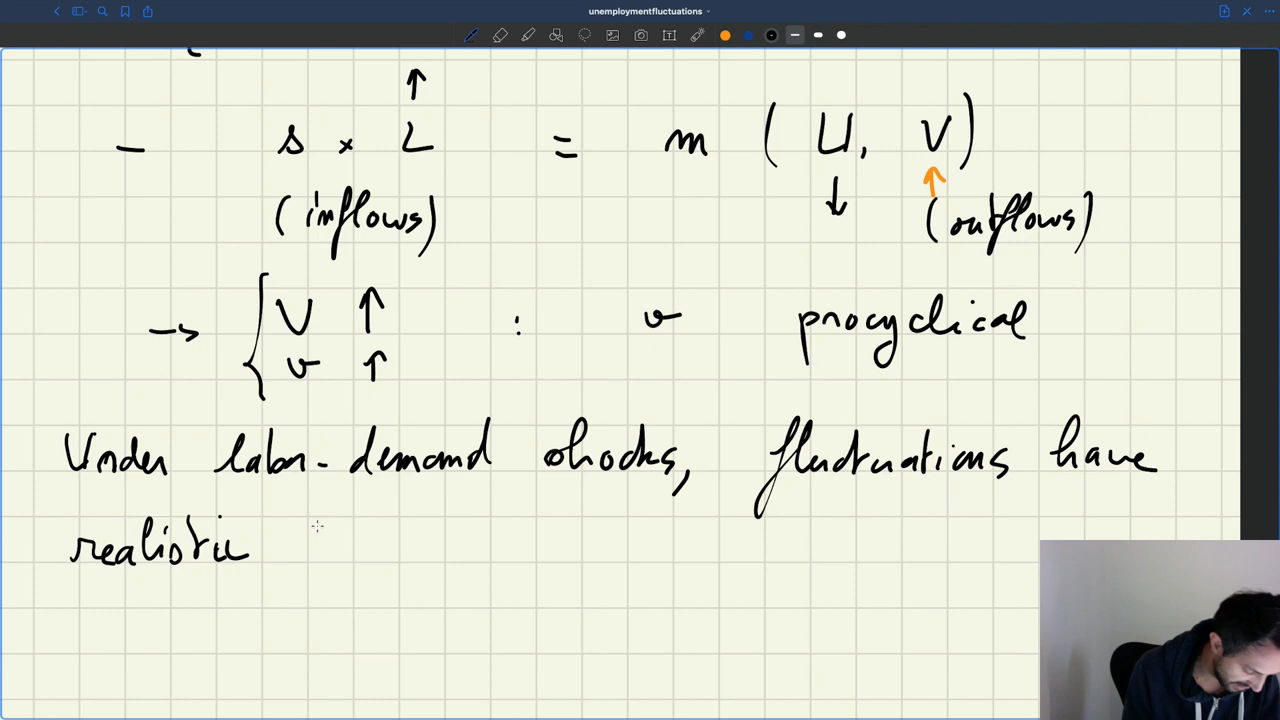 unemploymentfluctuations
↑
- s × L = m ( U, V )
↓ ↑
(inflows) (outflows)
→ { V ↑ : v procyclical
v ↑
Under labor-demand shocks, fluctuations have
realistic